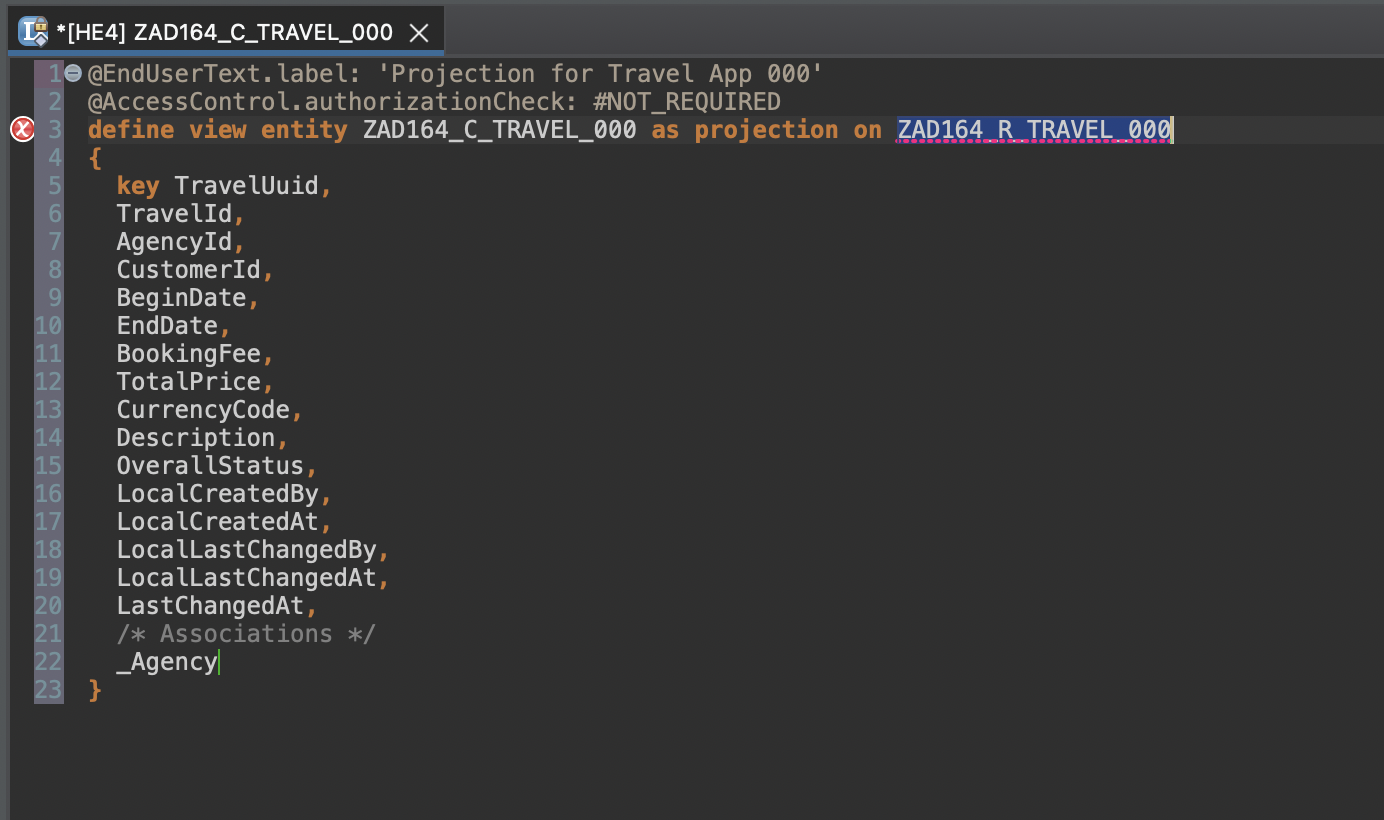 *[HE4] ZAD164_C_TRAVEL_000
1 @EndUserText.label: 'Projection for Travel App 000'
2 @AccessControl.authorizationCheck: #NOT_REQUIRED
3 define view entity ZAD164_C_TRAVEL_000 as projection on ZAD164_R_TRAVEL_000
4 {
5 key TravelUuid,
6 TravelId,
7 AgencyId,
8 CustomerId,
9 BeginDate,
10 EndDate,
11 BookingFee,
12 TotalPrice,
13 CurrencyCode,
14 Description,
15 OverallStatus,
16 LocalCreatedBy,
17 LocalCreatedAt,
18 LocalLastChangedBy,
19 LocalLastChangedAt,
20 LastChangedAt,
21 /* Associations */
22 _Agency
23 }